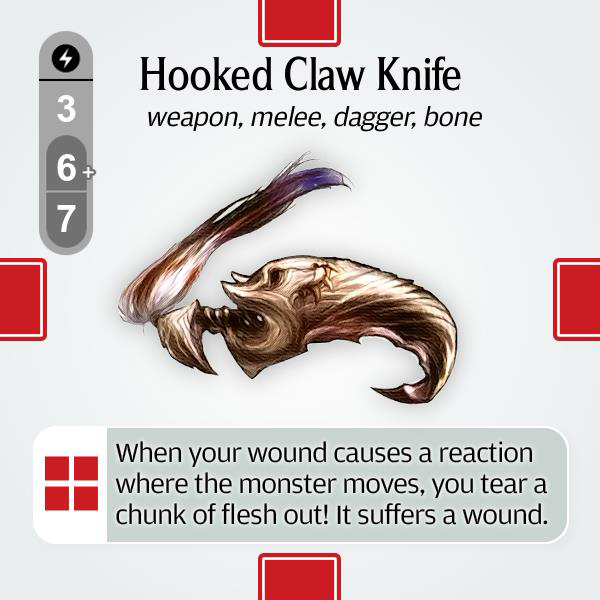 Hooked Claw Knife
weapon, melee, dagger, bone
3
6+
7
When your wound causes a reaction
where the monster moves, you tear a
chunk of flesh out! It suffers a wound.